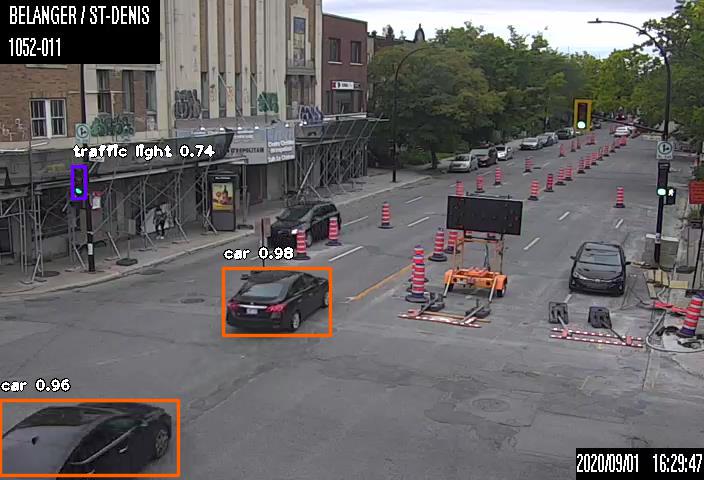 BELANGER / ST-DENIS
1052-011
traffic light 0.74
car 0.98
car 0.96
2020/09/01 16:29:47